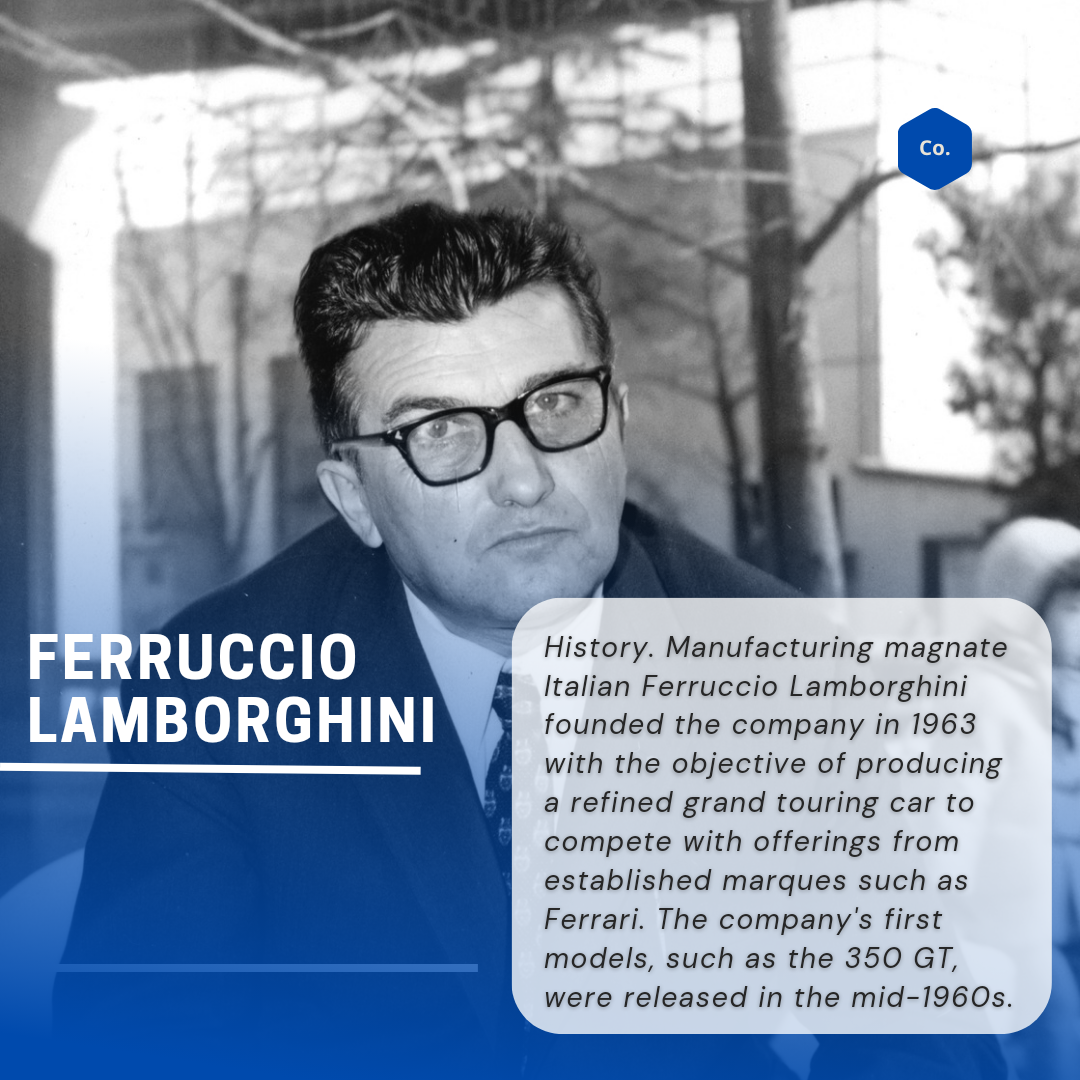 Co.
FERRUCCIO
LAMBORGHINI
History. Manufacturing magnate
Italian Ferruccio Lamborghini
founded the company in 1963
with the objective of producing
a refined grand touring car to
compete with offerings from
established marques such as
Ferrari. The company's first
models, such as the 350 GT,
were released in the mid-1960s.